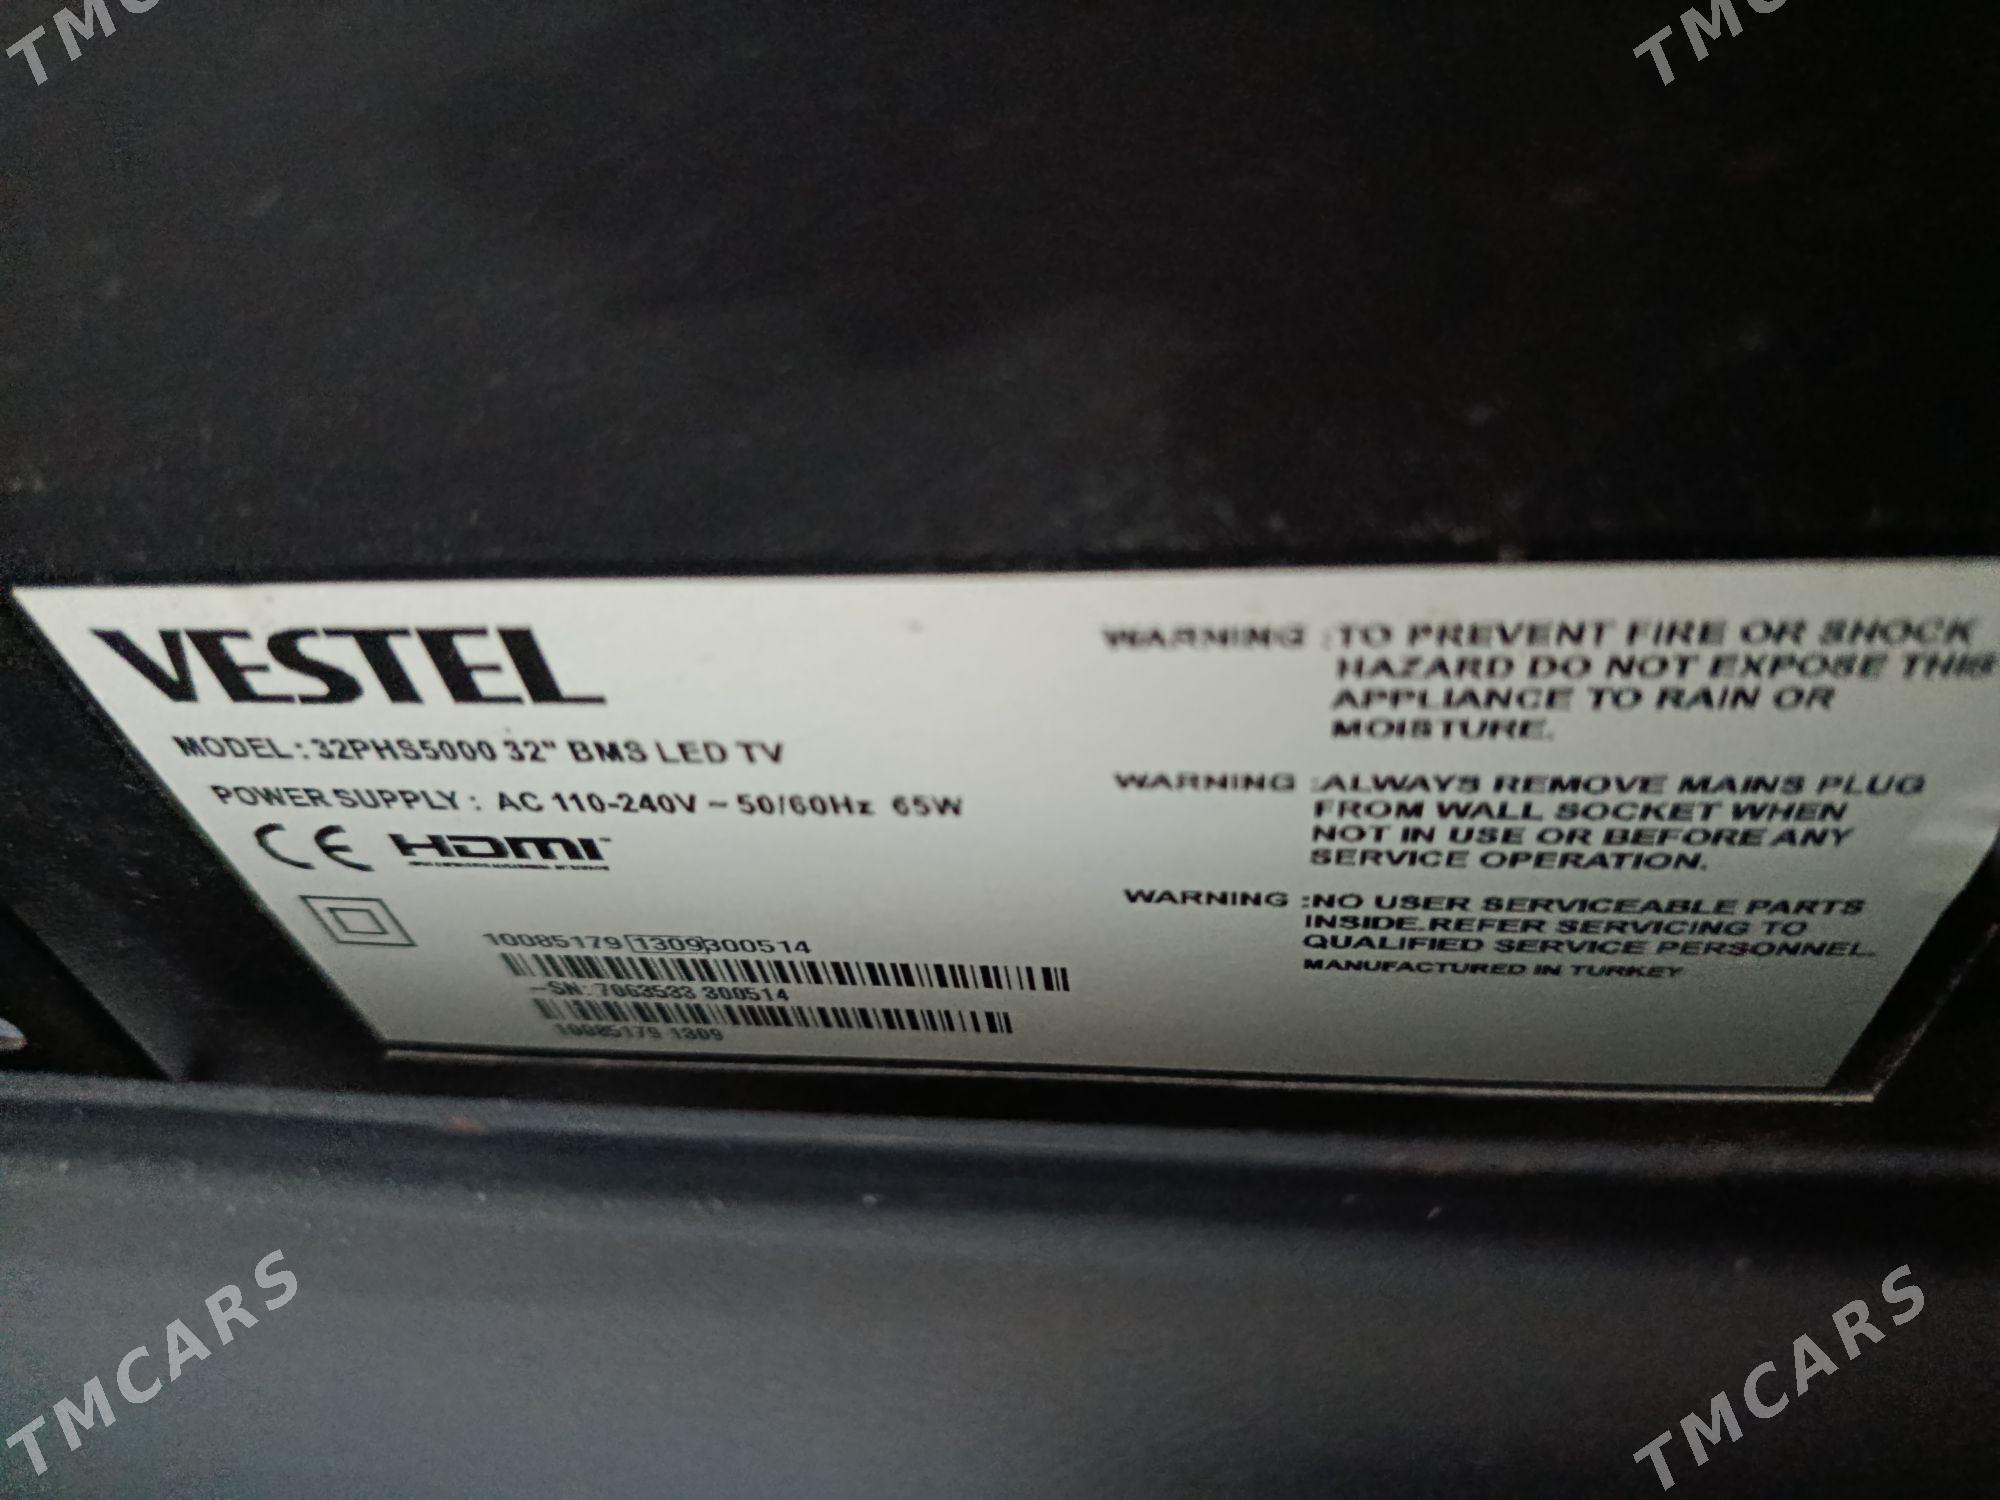 VESTEL
MODEL : 32PHS5000 32" BMS LED TV
POWER SUPPLY : AC 110-240V ~ 50/60Hz 65W
CE HDMI
10085179 1309 300514
SN: 7063533 300514
10085179 1309
WARNING : TO PREVENT FIRE OR SHOCK
HAZARD DO NOT EXPOSE THIS
APPLIANCE TO RAIN OR
MOISTURE.
WARNING : ALWAYS REMOVE MAINS PLUG
FROM WALL SOCKET WHEN
NOT IN USE OR BEFORE ANY
SERVICE OPERATION.
WARNING : NO USER SERVICEABLE PARTS
INSIDE.REFER SERVICING TO
QUALIFIED SERVICE PERSONNEL.
MANUFACTURED IN TURKEY
TMCARS
TMCARS